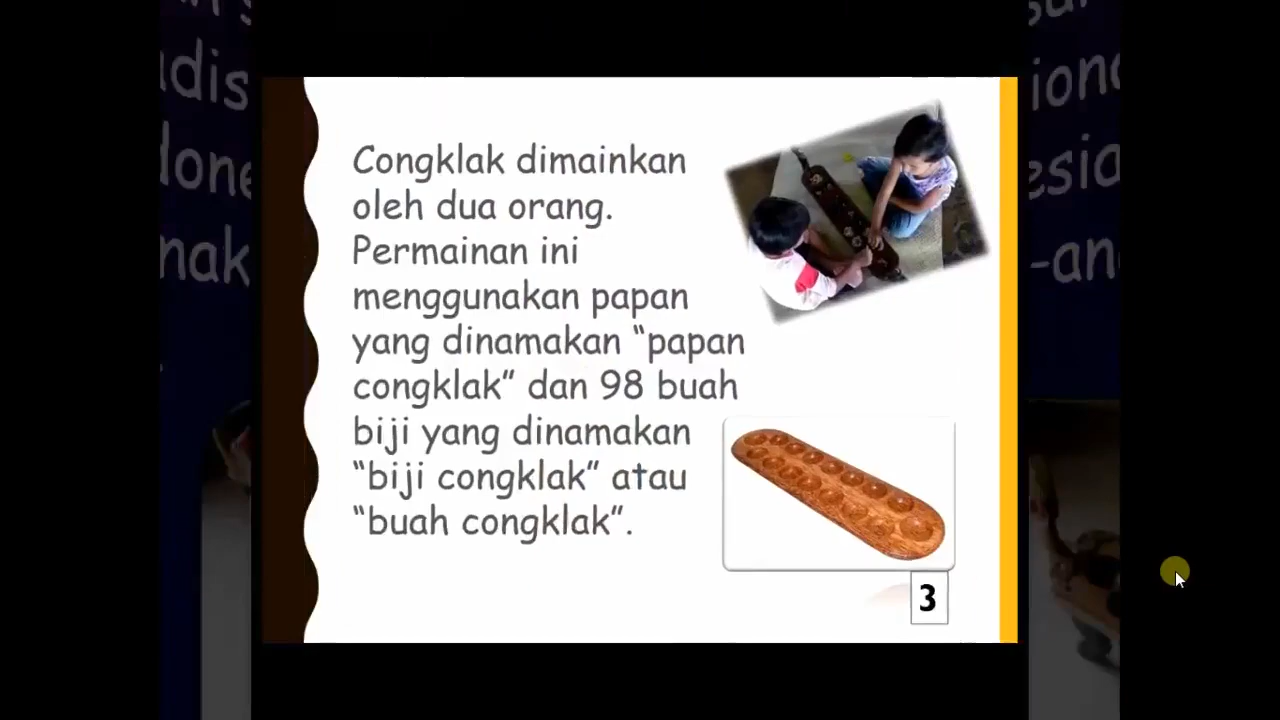 Congklak dimainkan
oleh dua orang.
Permainan ini
menggunakan papan
yang dinamakan “papan
congklak” dan 98 buah
biji yang dinamakan
“biji congklak” atau
“buah congklak”.
3